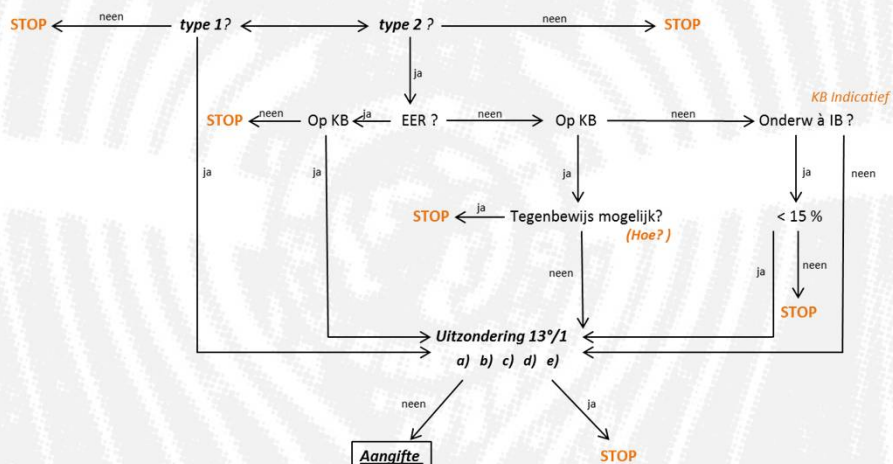 STOP neen type 1? type 2 ? neen STOP
ja
KB Indicatief
STOP neen Op KB ja EER ? neen Op KB neen Onderw à IB ?
ja ja ja ja neen
STOP ja Tegenbewijs mogelijk? < 15 %
(Hoe? )
neen ja neen
STOP
Uitzondering 13°/1
a) b) c) d) e)
neen ja
Aangifte STOP